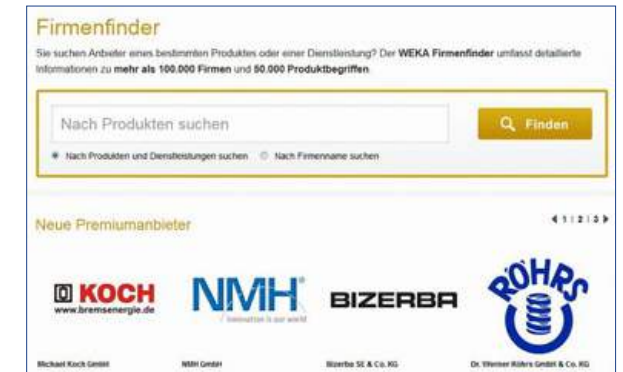 Firmenfinder
Sie suchen Anbieter eines bestimmten Produktes oder einer Dienstleistung? Der WEKA Firmenfinder umfasst detaillierte
Informationen zu mehr als 100.000 Firmen und 50.000 Produktbegriffen
Nach Produkten suchen
Finden
Nach Produkten und Dienstleistungen suchen Nach Firmenname suchen
Neue Premiumanbieter
1 | 2 | 3
KOCH
www.bremsenergie.de
NMH®
Innovation is our world
BIZERBA
RÖHRS
Michael Koch GmbH
NMH GmbH
Bizerba SE & Co. KG
Dr. Werner Röhrs GmbH & Co. KG